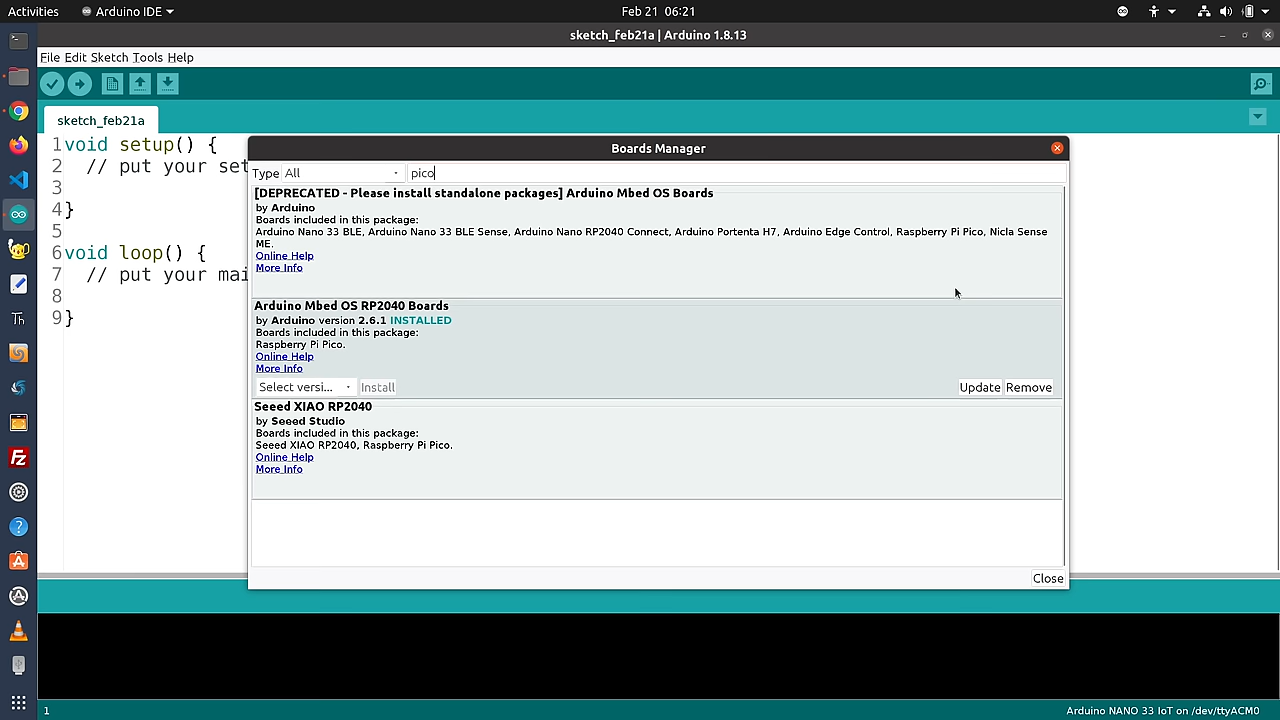 Activities Arduino IDE Feb 21 06:21
sketch_feb21a | Arduino 1.8.13
File Edit Sketch Tools Help
sketch_feb21a
1 void setup() {
2 // put your set
3
4 }
5
6 void loop() {
7 // put your mai
8
9 }
Boards Manager
Type All pico
[DEPRECATED - Please install standalone packages] Arduino Mbed OS Boards
by Arduino
Boards included in this package:
Arduino Nano 33 BLE, Arduino Nano 33 BLE Sense, Arduino Nano RP2040 Connect, Arduino Portenta H7, Arduino Edge Control, Raspberry Pi Pico, Nicla Sense
ME.
Online Help
More Info
Arduino Mbed OS RP2040 Boards
by Arduino version 2.6.1 INSTALLED
Boards included in this package:
Raspberry Pi Pico.
Online Help
More Info
Select versi... Install Update Remove
Seeed XIAO RP2040
by Seeed Studio
Boards included in this package:
Seeed XIAO RP2040, Raspberry Pi Pico.
Online Help
More Info
Close
1 Arduino NANO 33 IoT on /dev/ttyACM0